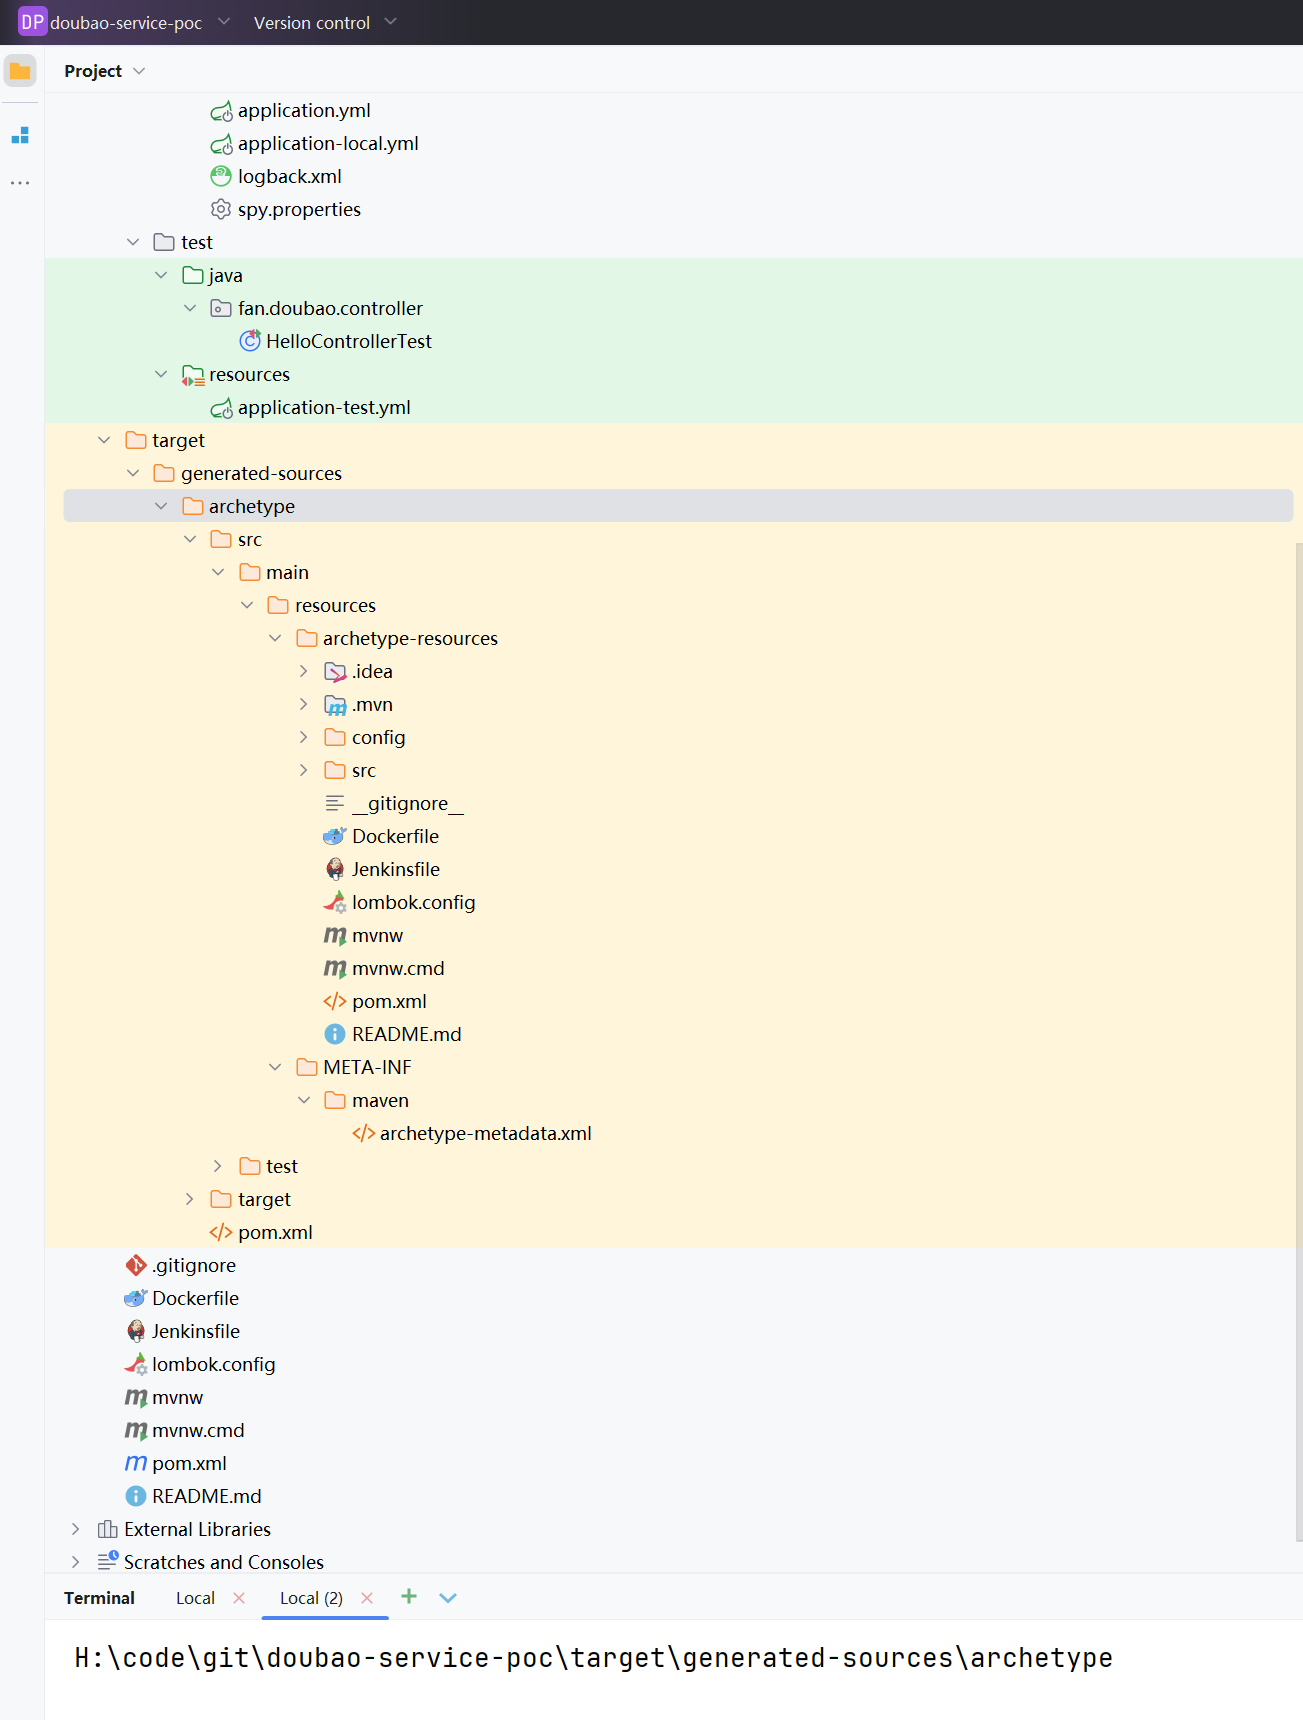 DP doubao-service-poc Version control
Project
application.yml
application-local.yml
logback.xml
spy.properties
test
java
fan.doubao.controller
HelloControllerTest
resources
application-test.yml
target
generated-sources
archetype
src
main
resources
archetype-resources
.idea
.mvn
config
src
__gitignore__
Dockerfile
Jenkinsfile
lombok.config
mvnw
mvnw.cmd
pom.xml
README.md
META-INF
maven
archetype-metadata.xml
test
target
pom.xml
.gitignore
Dockerfile
Jenkinsfile
lombok.config
mvnw
mvnw.cmd
pom.xml
README.md
External Libraries
Scratches and Consoles
Terminal Local Local (2)
H:\code\git\doubao-service-poc\target\generated-sources\archetype